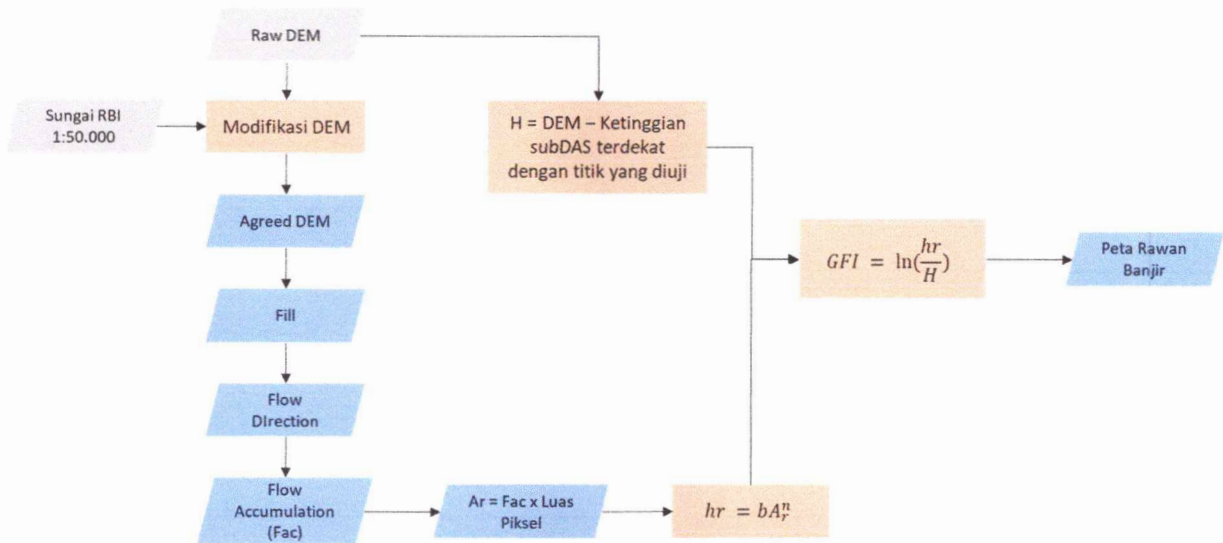 Raw DEM
Sungai RBI
1:50.000
Modifikasi DEM
H = DEM – Ketinggian
subDAS terdekat
dengan titik yang diuji
Agreed DEM
GFI = ln(hr/H)
Peta Rawan
Banjir
Fill
Flow
DIrection
Flow
Accumulation
(Fac)
Ar = Fac x Luas
Piksel
hr = bAᵣⁿ